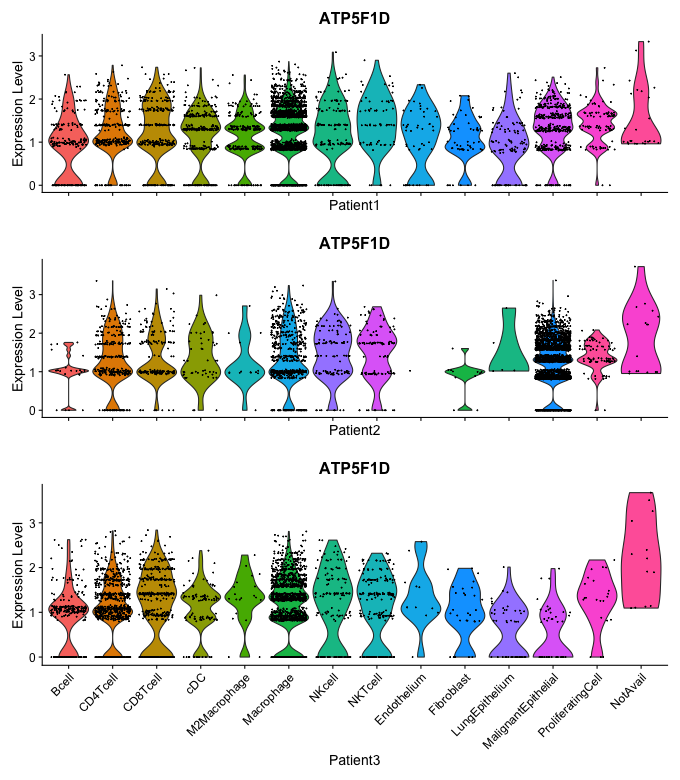 ATP5F1D
Expression Level
3
2
1
0
Patient1
ATP5F1D
Expression Level
3
2
1
0
Patient2
ATP5F1D
Expression Level
3
2
1
0
Bcell
CD4Tcell
CD8Tcell
cDC
M2Macrophage
Macrophage
NKcell
NKTcell
Endothelium
Fibroblast
LungEpithelium
MalignantEpithelial
ProliferatingCell
NotAvail
Patient3